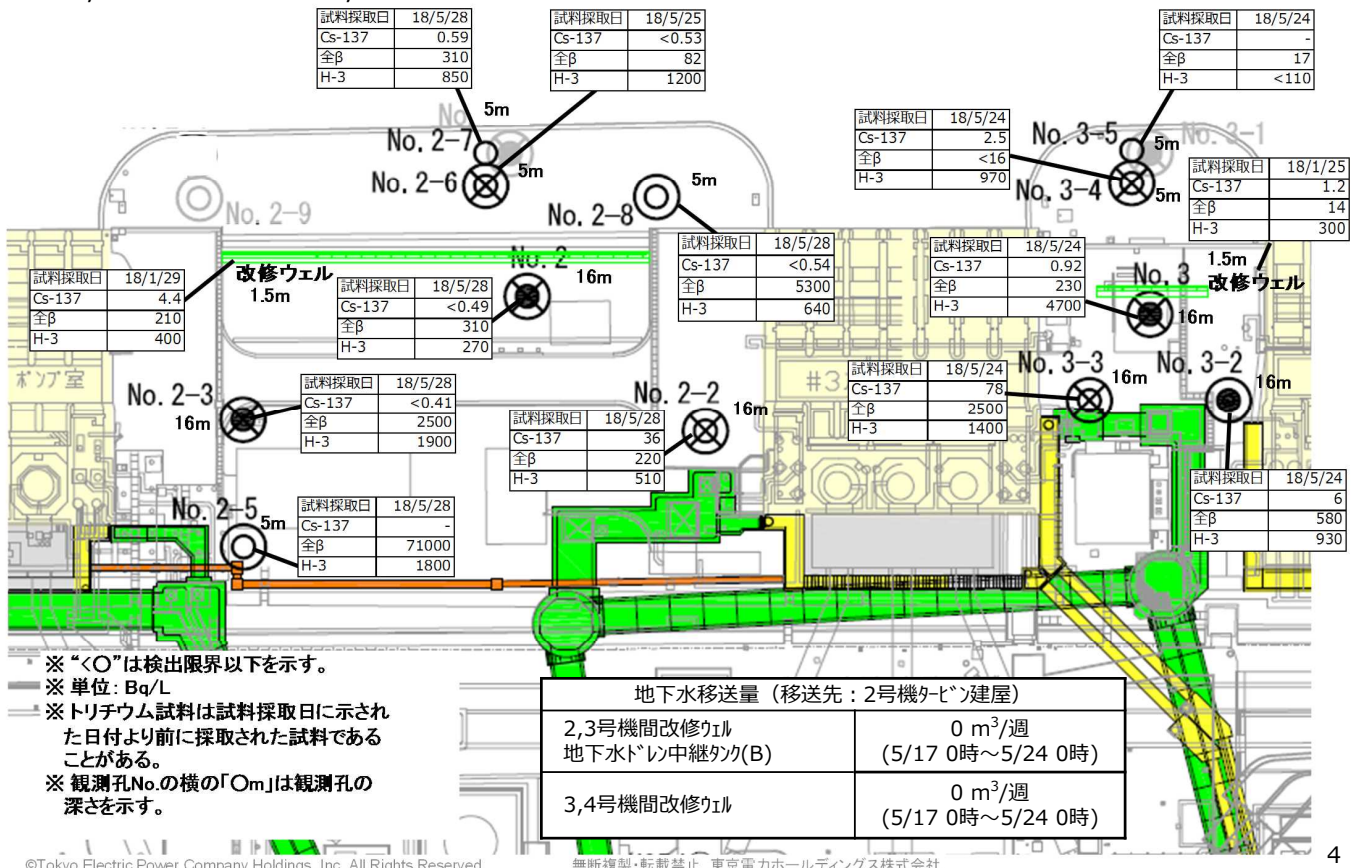 試料採取日 18/5/28
Cs-137 0.59
全β 310
H-3 850
試料採取日 18/5/25
Cs-137 <0.53
全β 82
H-3 1200
試料採取日 18/5/24
Cs-137 -
全β 17
H-3 <110
No. 5m
No. 2-7
No. 2-6 5m
試料採取日 18/5/24
Cs-137 2.5
全β <16
H-3 970
No. 3-5 5m
No. 3-1
No. 3-4 5m
試料採取日 18/1/25
Cs-137 1.2
全β 14
H-3 300
1.5m
改修ウェル
No. 2-9
No. 2-8 5m
試料採取日 18/5/28
Cs-137 <0.54
全β 5300
H-3 640
試料採取日 18/5/24
Cs-137 0.92
全β 230
H-3 4700
No. 3
16m
試料採取日 18/1/29
Cs-137 4.4
全β 210
H-3 400
改修ウェル
1.5m
No. 2
16m
試料採取日 18/5/28
Cs-137 <0.49
全β 310
H-3 270
ポンプ室
No. 2-3
16m
試料採取日 18/5/28
Cs-137 <0.41
全β 2500
H-3 1900
No. 2-2
16m
試料採取日 18/5/28
Cs-137 36
全β 220
H-3 510
#3
試料採取日 18/5/24
Cs-137 78
全β 2500
H-3 1400
No. 3-3
16m
No. 3-2
16m
試料採取日 18/5/24
Cs-137 6
全β 580
H-3 930
No. 2-5
5m
試料採取日 18/5/28
Cs-137 -
全β 71000
H-3 1800
※ “<○”は検出限界以下を示す。
※ 単位: Bq/L
※ トリチウム試料は試料採取日に示され
た日付より前に採取された試料である
ことがある。
※ 観測孔No.の横の「○m」は観測孔の
深さを示す。
地下水移送量（移送先：2号機ﾀｰﾋﾞﾝ建屋）
2,3号機間改修ｳｪﾙ
地下水ﾄﾞﾚﾝ中継ﾀﾝｸ(B)
0 m³/週
(5/17 0時～5/24 0時)
3,4号機間改修ｳｪﾙ
0 m³/週
(5/17 0時～5/24 0時)
©Tokyo Electric Power Company Holdings, Inc. All Rights Reserved.
無断複製・転載禁止 東京電力ホールディングス株式会社
4